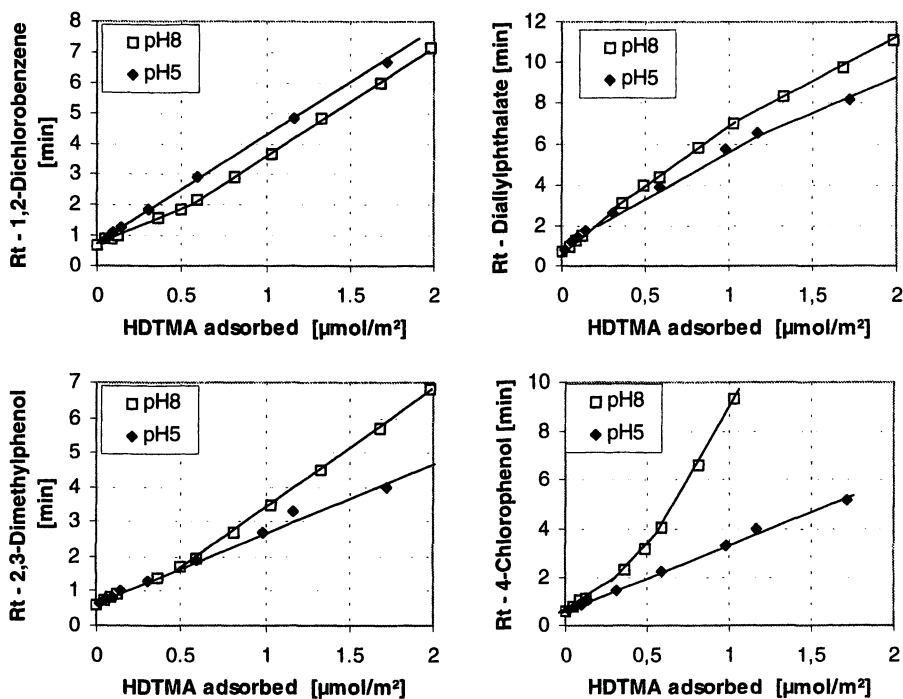 Rt - 1,2-Dichlorobenzene
[min]
8
7
6
5
4
3
2
1
0
pH8
pH5
0
0.5
1
1,5
2
HDTMA adsorbed [µmol/m²]
Rt - Diallylphthalate [min]
12
10
8
6
4
2
0
pH8
pH5
0
0.5
1
1,5
2
HDTMA adsorbed [µmol/m²]
Rt - 2,3-Dimethylphenol
[min]
7
6
5
4
3
2
1
0
pH8
pH5
0
0.5
1
1.5
2
HDTMA adsorbed [µmol/m²]
Rt - 4-Chlorophenol [min]
10
8
6
4
2
0
pH8
pH5
0
0,5
1
1,5
2
HDTMA adsorbed [µmol/m²]